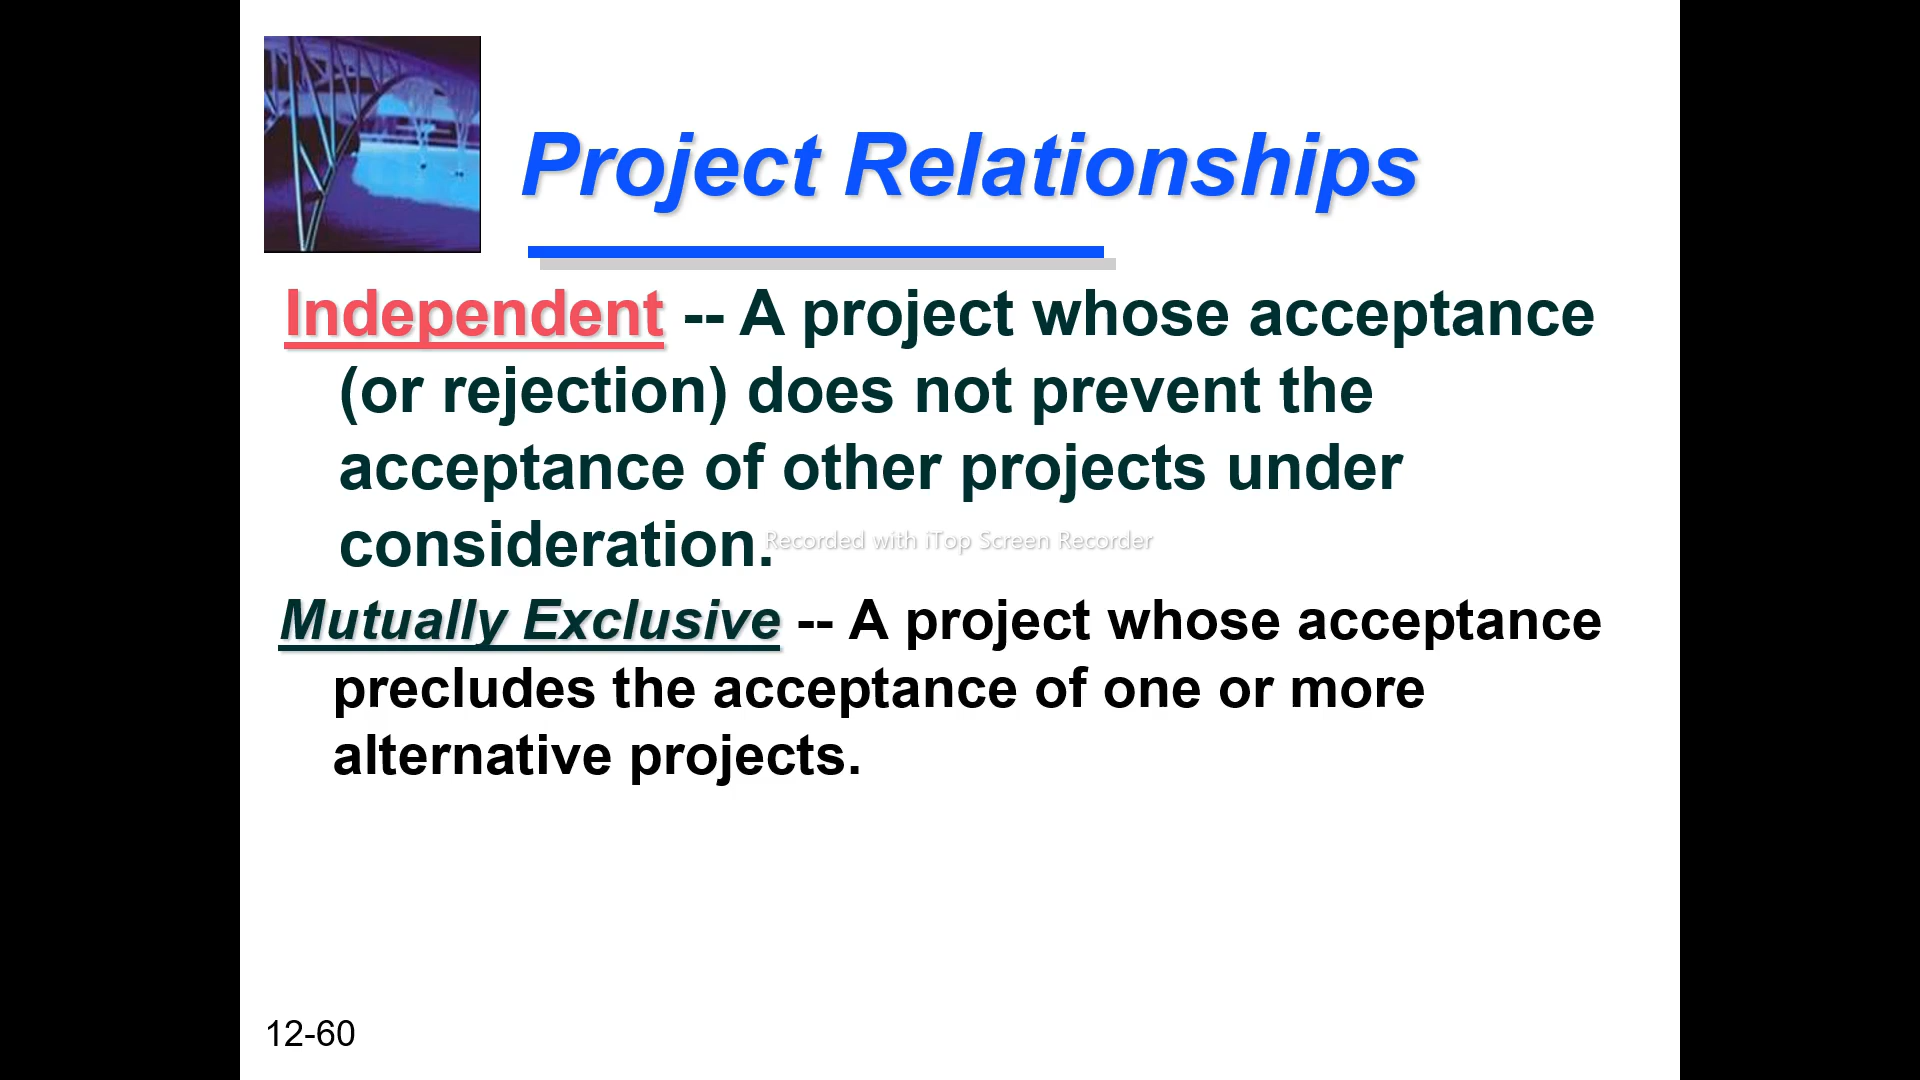 Project Relationships
Independent -- A project whose acceptance
(or rejection) does not prevent the
acceptance of other projects under
consideration.
Recorded with iTop Screen Recorder
Mutually Exclusive -- A project whose acceptance
precludes the acceptance of one or more
alternative projects.
12-60